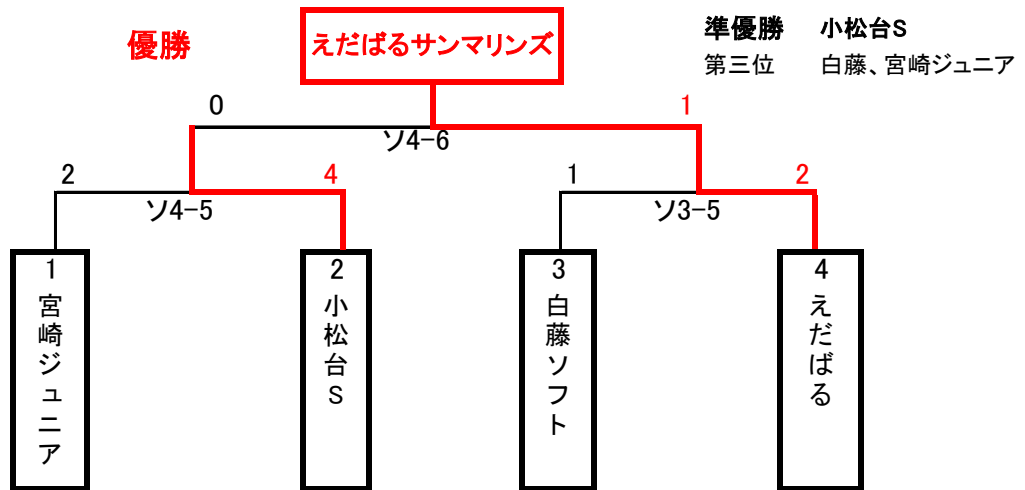 優勝
えだばるサンマリンズ
準優勝 小松台S
第三位 白藤、宮崎ジュニア
0
1
ソ4-6
2
4
1
2
ソ4-5
ソ3-5
1
宮崎ジュニア
2
小松台S
3
白藤ソフト
4
えだばる